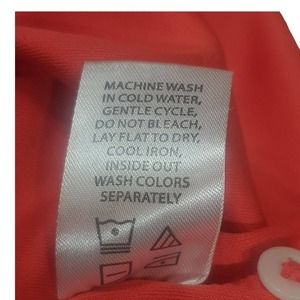 MACHINE WASH
IN COLD WATER,
GENTLE CYCLE,
DO NOT BLEACH,
LAY FLAT TO DRY,
COOL IRON,
INSIDE OUT
WASH COLORS
SEPARATELY